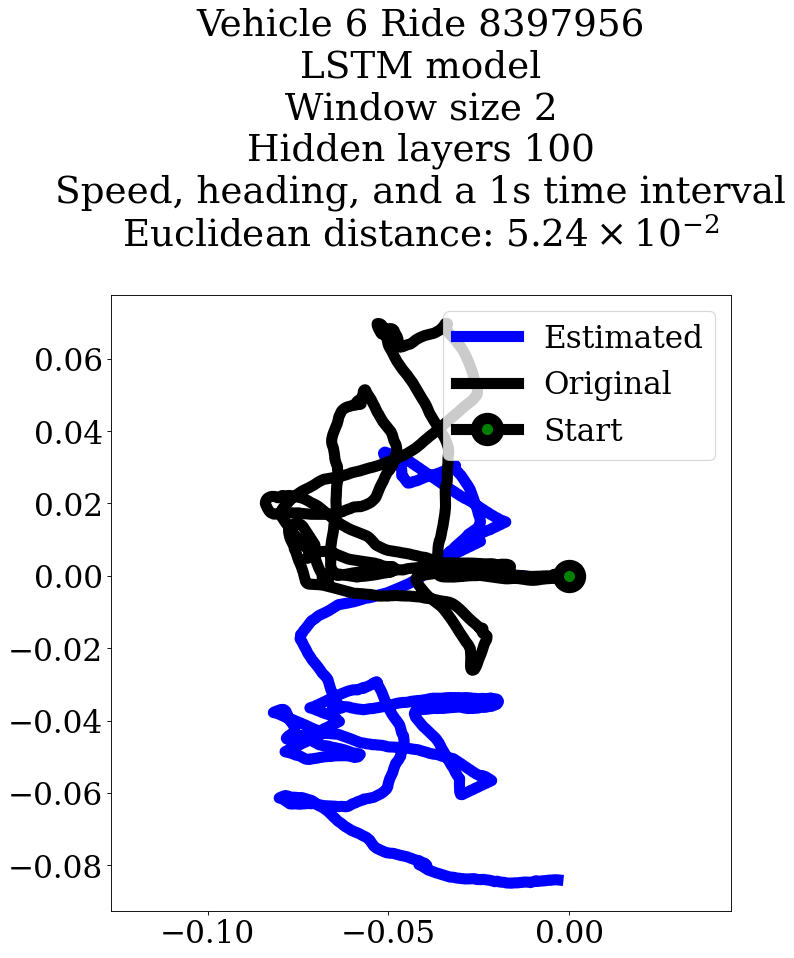 Vehicle 6 Ride 8397956
LSTM model
Window size 2
Hidden layers 100
Speed, heading, and a 1s time interval
Euclidean distance: 5.24 × 10⁻²
Estimated
Original
Start
0.06
0.04
0.02
0.00
−0.02
−0.04
−0.06
−0.08
−0.10
−0.05
0.00